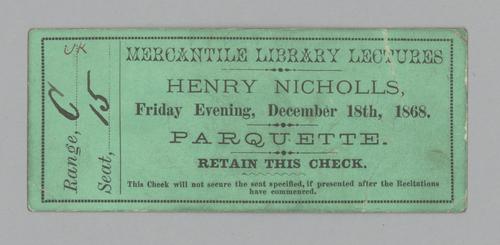 UK
Range, C
Seat, 15
MERCANTILE LIBRARY LECTURES
HENRY NICHOLLS,
Friday Evening, December 18th, 1868.
PARQUETTE.
RETAIN THIS CHECK.
This Check will not secure the seat specified, if presented after the Recitations
have commenced.